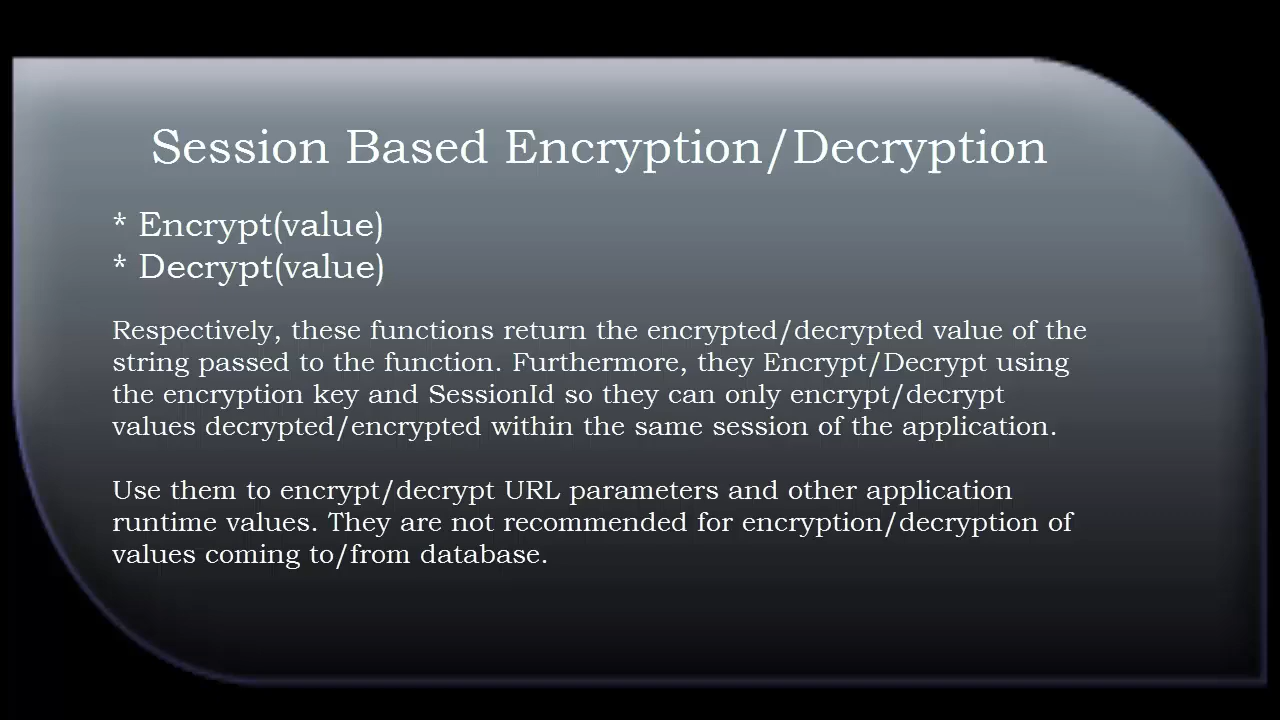 Session Based Encryption/Decryption
* Encrypt(value)
* Decrypt(value)
Respectively, these functions return the encrypted/decrypted value of the
string passed to the function. Furthermore, they Encrypt/Decrypt using
the encryption key and SessionId so they can only encrypt/decrypt
values decrypted/encrypted within the same session of the application.
Use them to encrypt/decrypt URL parameters and other application
runtime values. They are not recommended for encryption/decryption of
values coming to/from database.